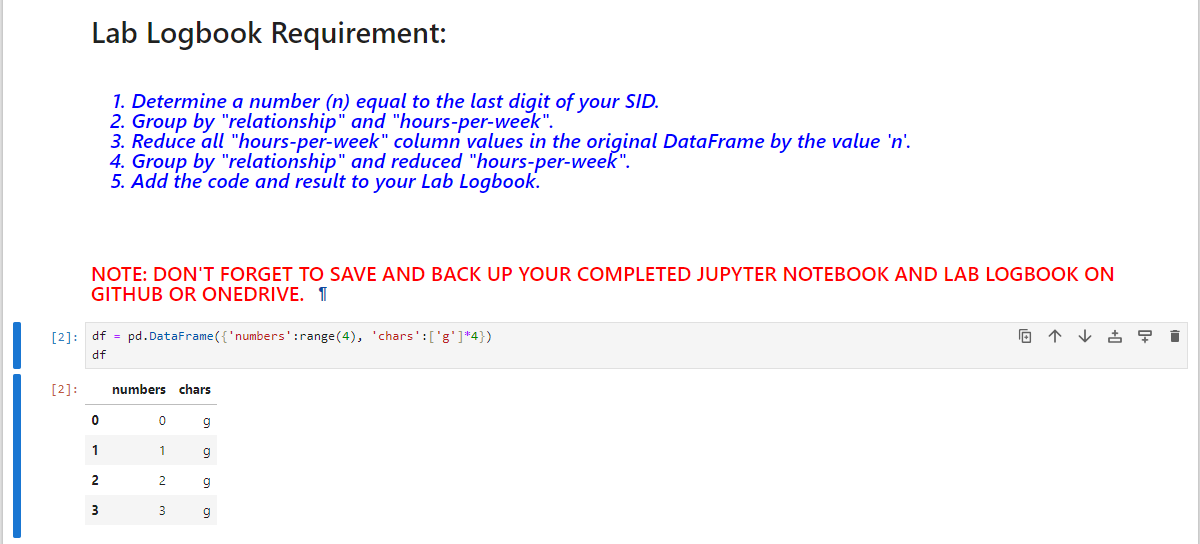 Lab Logbook Requirement:
1. Determine a number (n) equal to the last digit of your SID.
2. Group by "relationship" and "hours-per-week".
3. Reduce all "hours-per-week" column values in the original DataFrame by the value 'n'.
4. Group by "relationship" and reduced "hours-per-week".
5. Add the code and result to your Lab Logbook.
NOTE: DON'T FORGET TO SAVE AND BACK UP YOUR COMPLETED JUPYTER NOTEBOOK AND LAB LOGBOOK ON
GITHUB OR ONEDRIVE. ¶
[2]: df = pd.DataFrame({'numbers':range(4), 'chars':['g']*4})
df
[2]: numbers chars
0 0 g
1 1 g
2 2 g
3 3 g